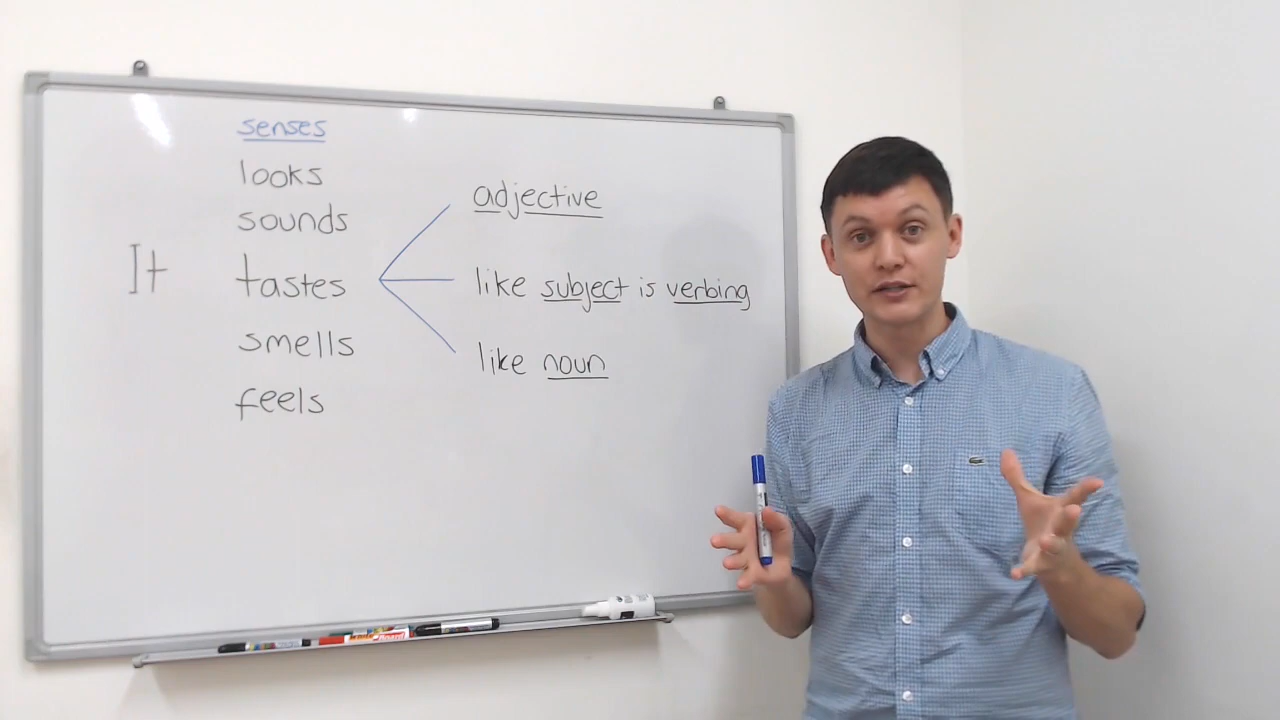 senses
looks
sounds
It tastes
smells
feels
adjective
like subject is verbing
like noun